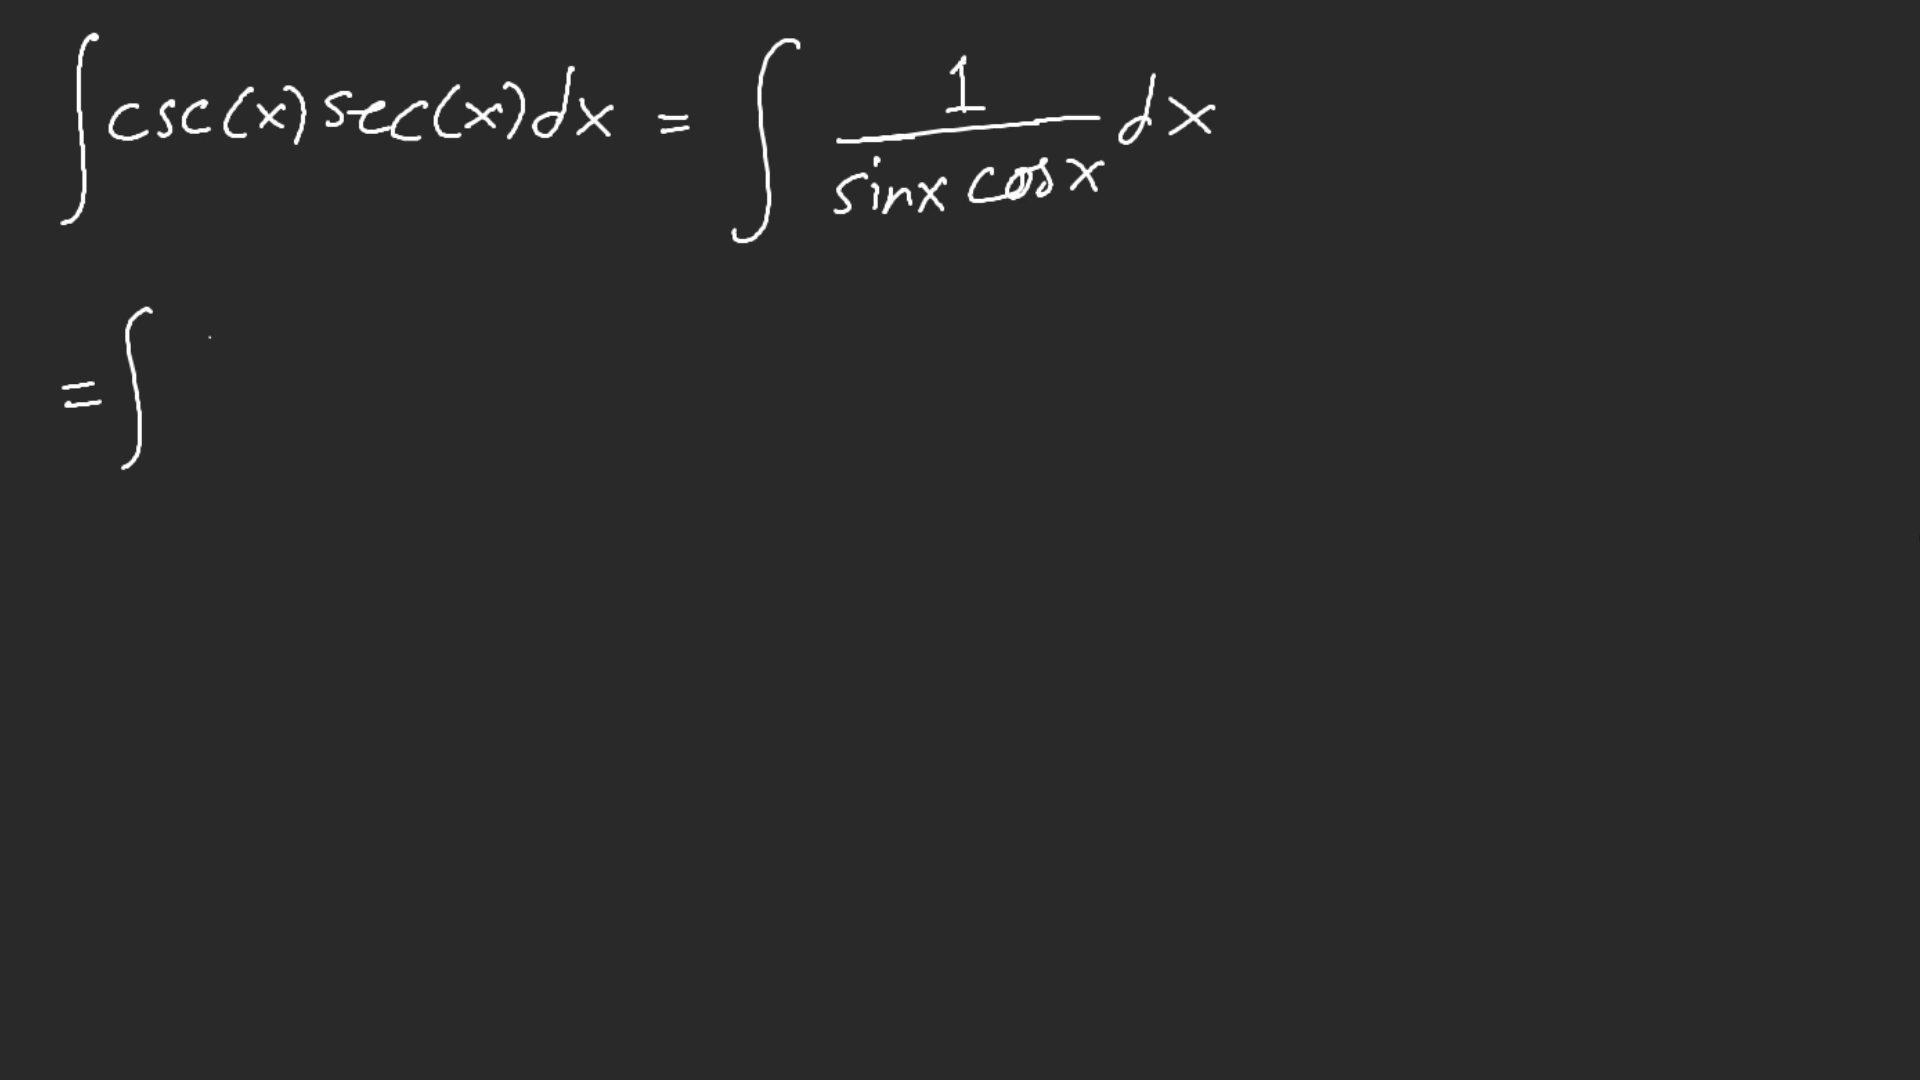 ∫csc(x)sec(x)dx = ∫ 1/(sinx cosx) dx
= ∫